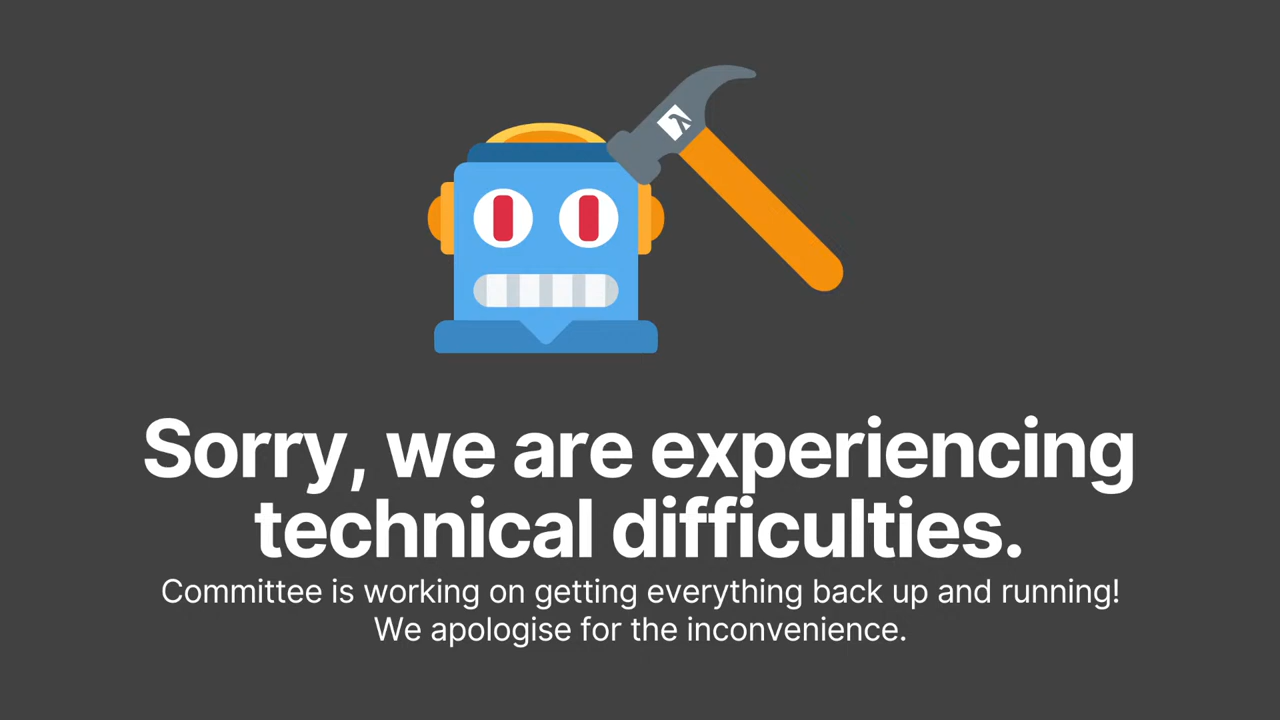 Sorry, we are experiencing
technical difficulties.
Committee is working on getting everything back up and running!
We apologise for the inconvenience.